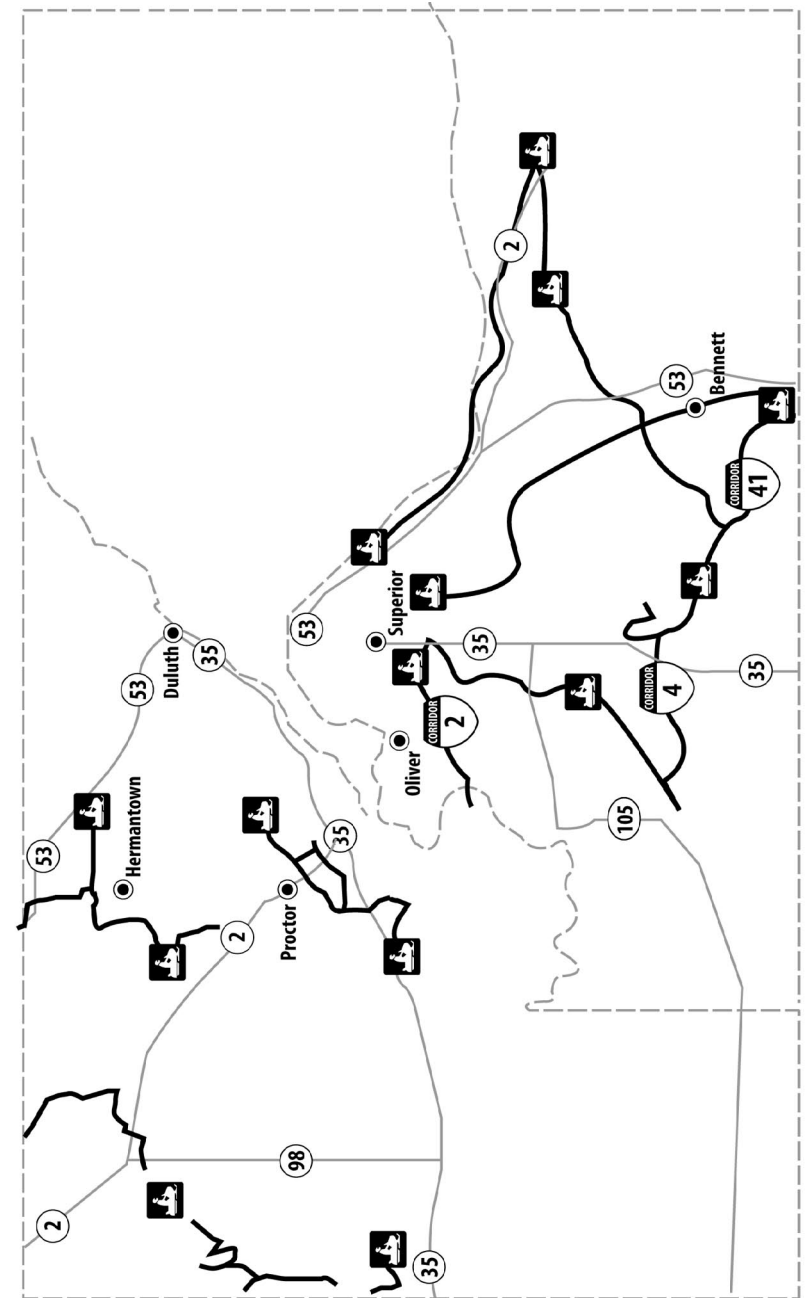 2
53
Hermantown
53
Duluth
35
2
Proctor
98
53
35
Superior
Oliver
35
CORRIDOR
2
35
2
105
CORRIDOR
4
53
Bennett
CORRIDOR
41
35